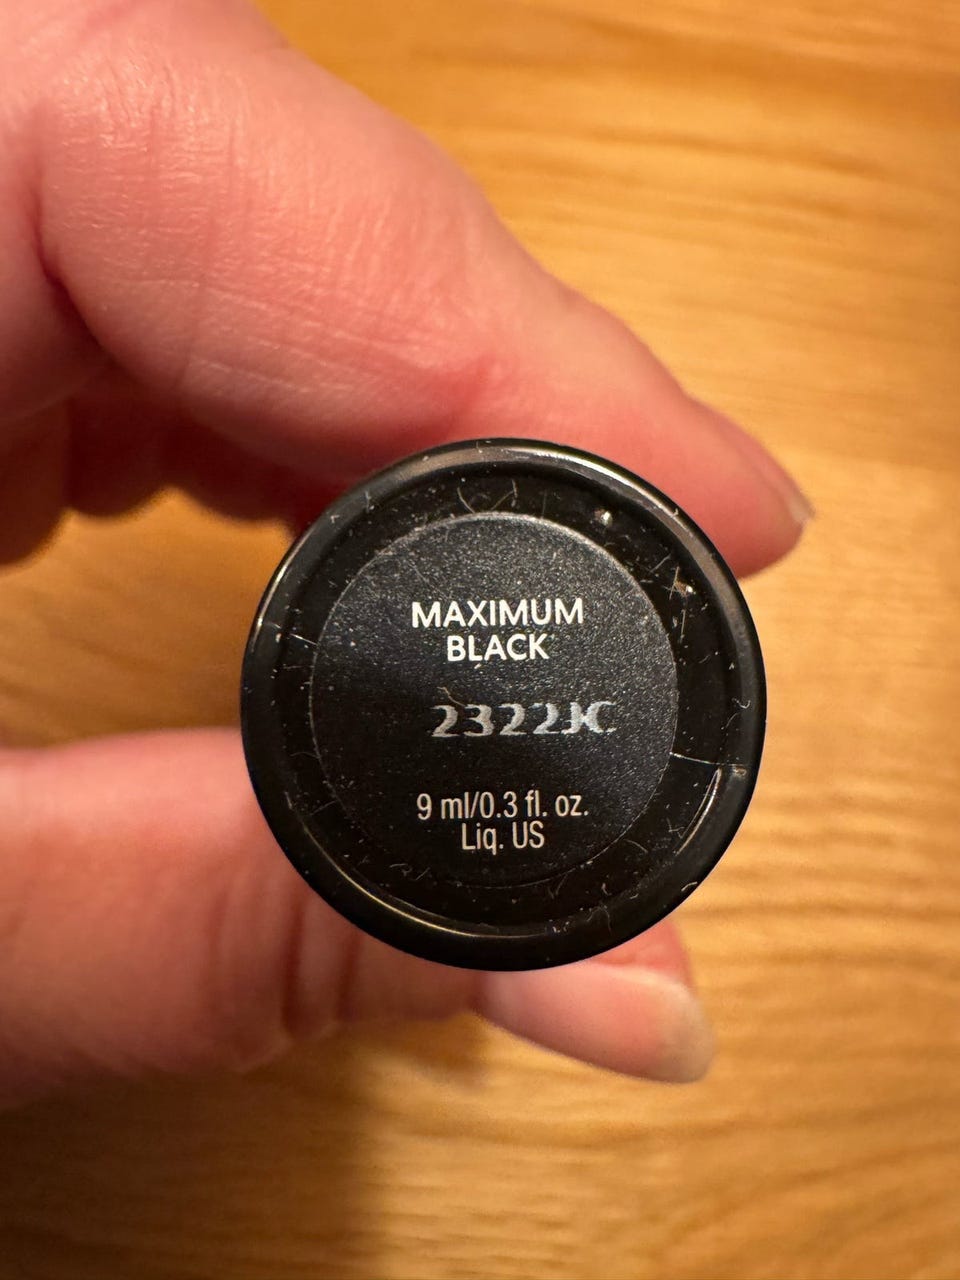 MAXIMUM
BLACK
2322JC
9 ml/0.3 fl. oz.
Liq. US